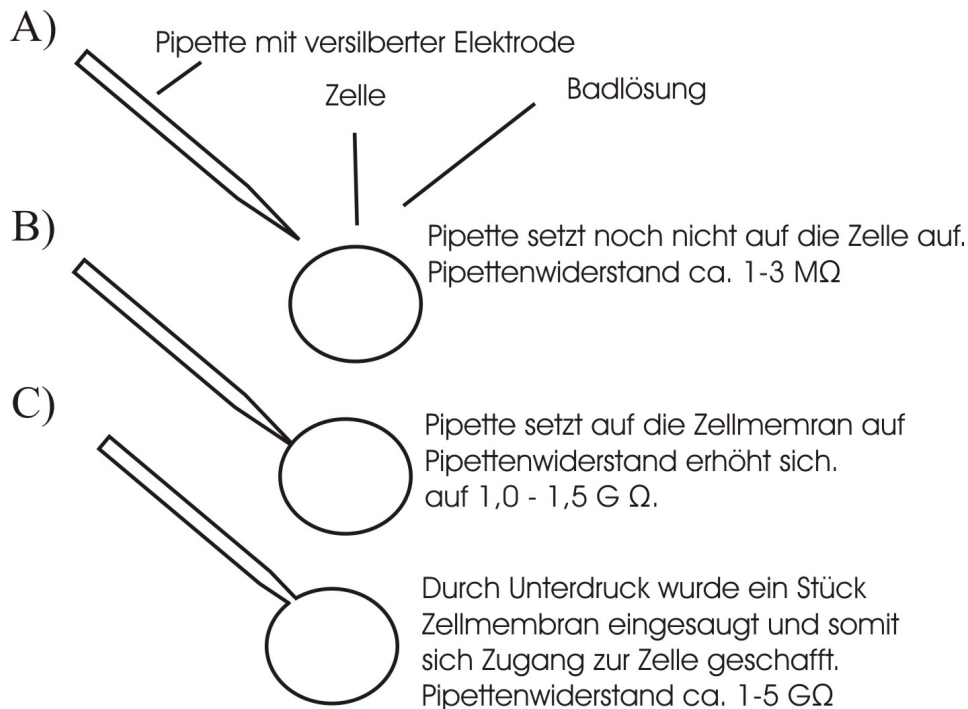 A)
Pipette mit versilberter Elektrode
Zelle
Badlösung
B)
Pipette setzt noch nicht auf die Zelle auf.
Pipettenwiderstand ca. 1-3 MΩ
C)
Pipette setzt auf die Zellmemran auf
Pipettenwiderstand erhöht sich.
auf 1,0 - 1,5 G Ω.
Durch Unterdruck wurde ein Stück
Zellmembran eingesaugt und somit
sich Zugang zur Zelle geschafft.
Pipettenwiderstand ca. 1-5 GΩ